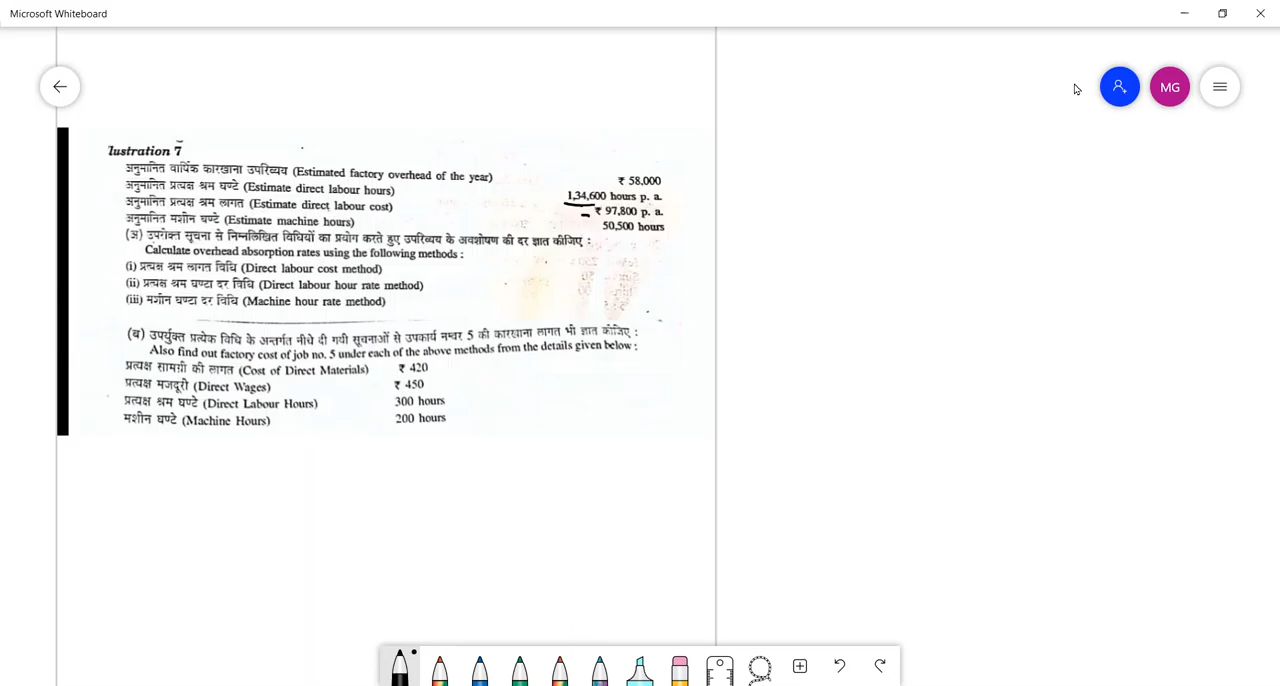 Microsoft Whiteboard
MG
lustration 7
अनुमानित वार्षिक कारखाना उपरिव्यय (Estimated factory overhead of the year) ₹ 58,000
अनुमानित प्रत्यक्ष श्रम घण्टे (Estimate direct labour hours) 1,34,600 hours p. a.
अनुमानित प्रत्यक्ष श्रम लागत (Estimate direct labour cost) ₹ 97,800 p. a.
अनुमानित मशीन घण्टे (Estimate machine hours) 50,500 hours
(अ) उपरोक्त सूचना से निम्नलिखित विधियों का प्रयोग करते हुए उपरिव्यय के अवशोषण की दर ज्ञात कीजिए :
Calculate overhead absorption rates using the following methods :
(i) प्रत्यक्ष श्रम लागत विधि (Direct labour cost method)
(ii) प्रत्यक्ष श्रम घण्टा दर विधि (Direct labour hour rate method)
(iii) मशीन घण्टा दर विधि (Machine hour rate method)
(ब) उपर्युक्त प्रत्येक विधि के अन्तर्गत नीचे दी गयी सूचनाओं से उपकार्य नम्बर 5 की कारखाना लागत भी ज्ञात कीजिए :
Also find out factory cost of job no. 5 under each of the above methods from the details given below :
प्रत्यक्ष सामग्री की लागत (Cost of Direct Materials) ₹ 420
प्रत्यक्ष मजदूरी (Direct Wages) ₹ 450
प्रत्यक्ष श्रम घण्टे (Direct Labour Hours) 300 hours
मशीन घण्टे (Machine Hours) 200 hours